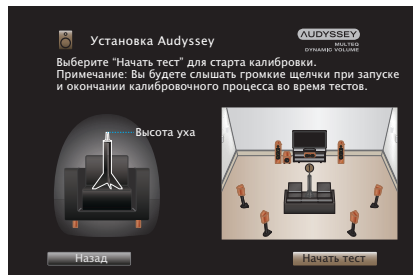 Установка Audyssey
AUDYSSEY
MULTEQ
DYNAMIC VOLUME
Выберите “Начать тест” для старта калибровки.
Примечание: Вы будете слышать громкие щелчки при запуске
и окончании калибровочного процесса во время тестов.
Высота уха
Назад
Начать тест